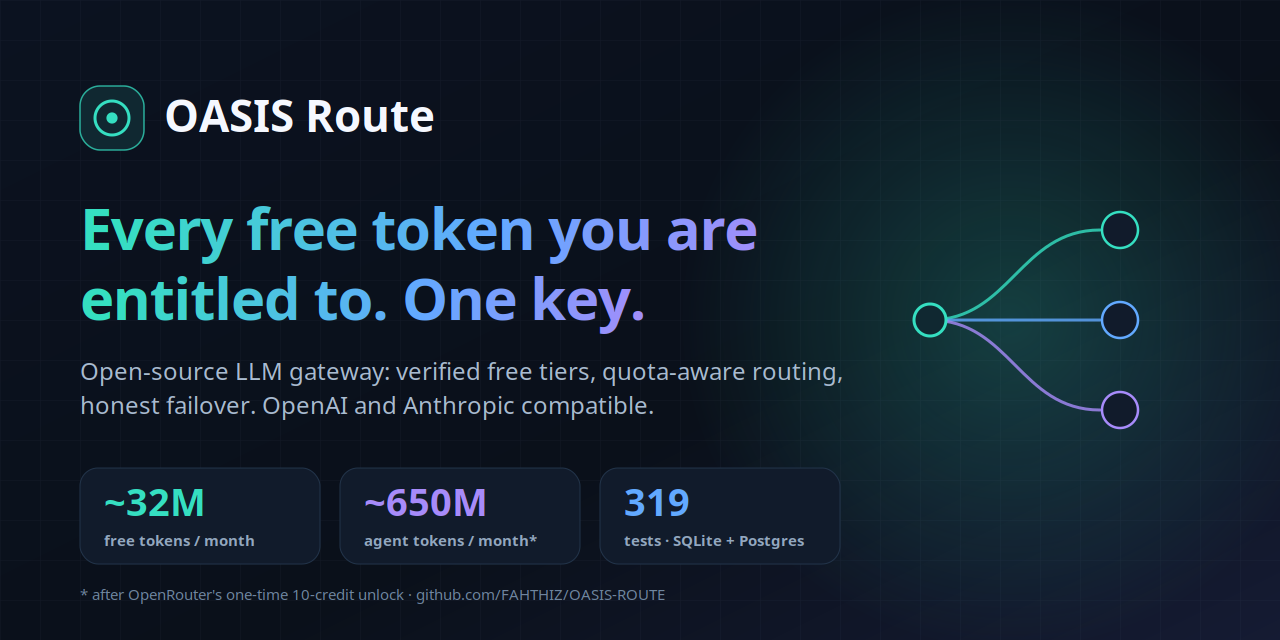 OASIS Route
Every free token you are
entitled to. One key.
Open-source LLM gateway: verified free tiers, quota-aware routing,
honest failover. OpenAI and Anthropic compatible.
~32M
free tokens / month
~650M
agent tokens / month*
319
tests · SQLite + Postgres
* after OpenRouter's one-time 10-credit unlock · github.com/FAHTHIZ/OASIS-ROUTE